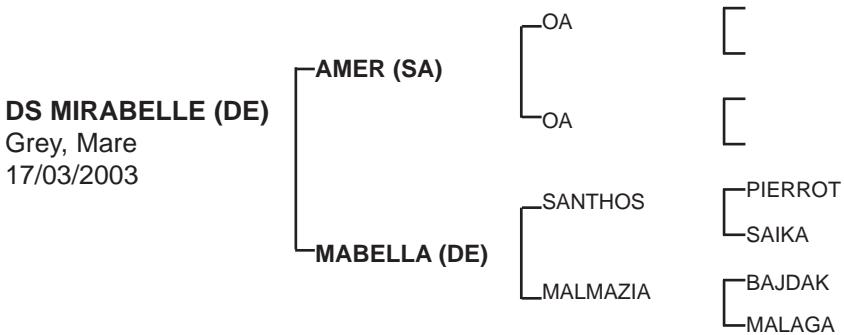 DS MIRABELLE (DE)
Grey, Mare
17/03/2003
AMER (SA)
MABELLA (DE)
OA
OA
SANTHOS
MALMAZIA
PIERROT
SAIKA
BAJDAK
MALAGA